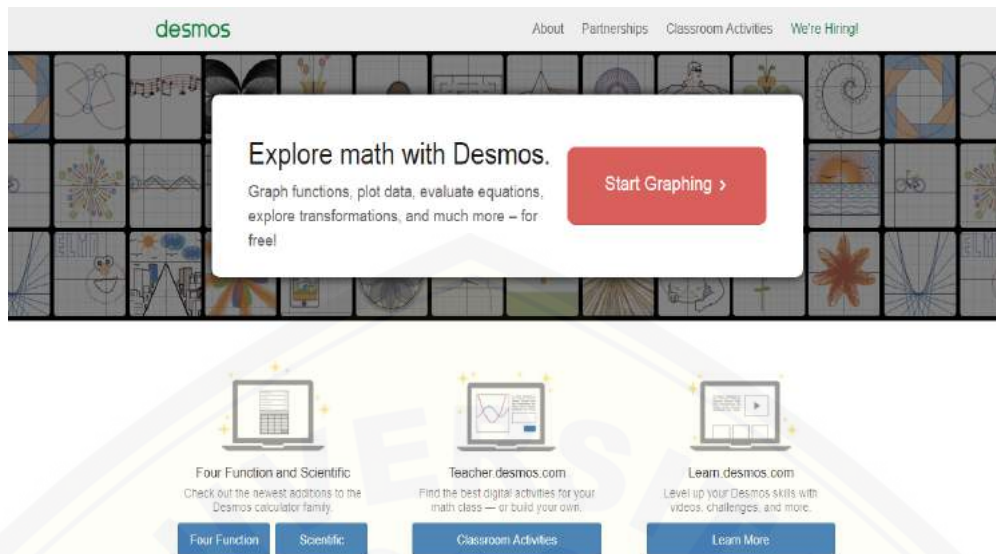 desmos
About Partnerships Classroom Activities We're Hiring!
Explore math with Desmos.
Graph functions, plot data, evaluate equations,
explore transformations, and much more – for
free!
Start Graphing ›
Four Function and Scientific
Check out the newest additions to the
Desmos calculator family.
Four Function Scientific
Teacher.desmos.com
Find the best digital activities for your
math class — or build your own.
Classroom Activities
Learn.desmos.com
Level up your Desmos skills with
videos, challenges, and more.
Learn More